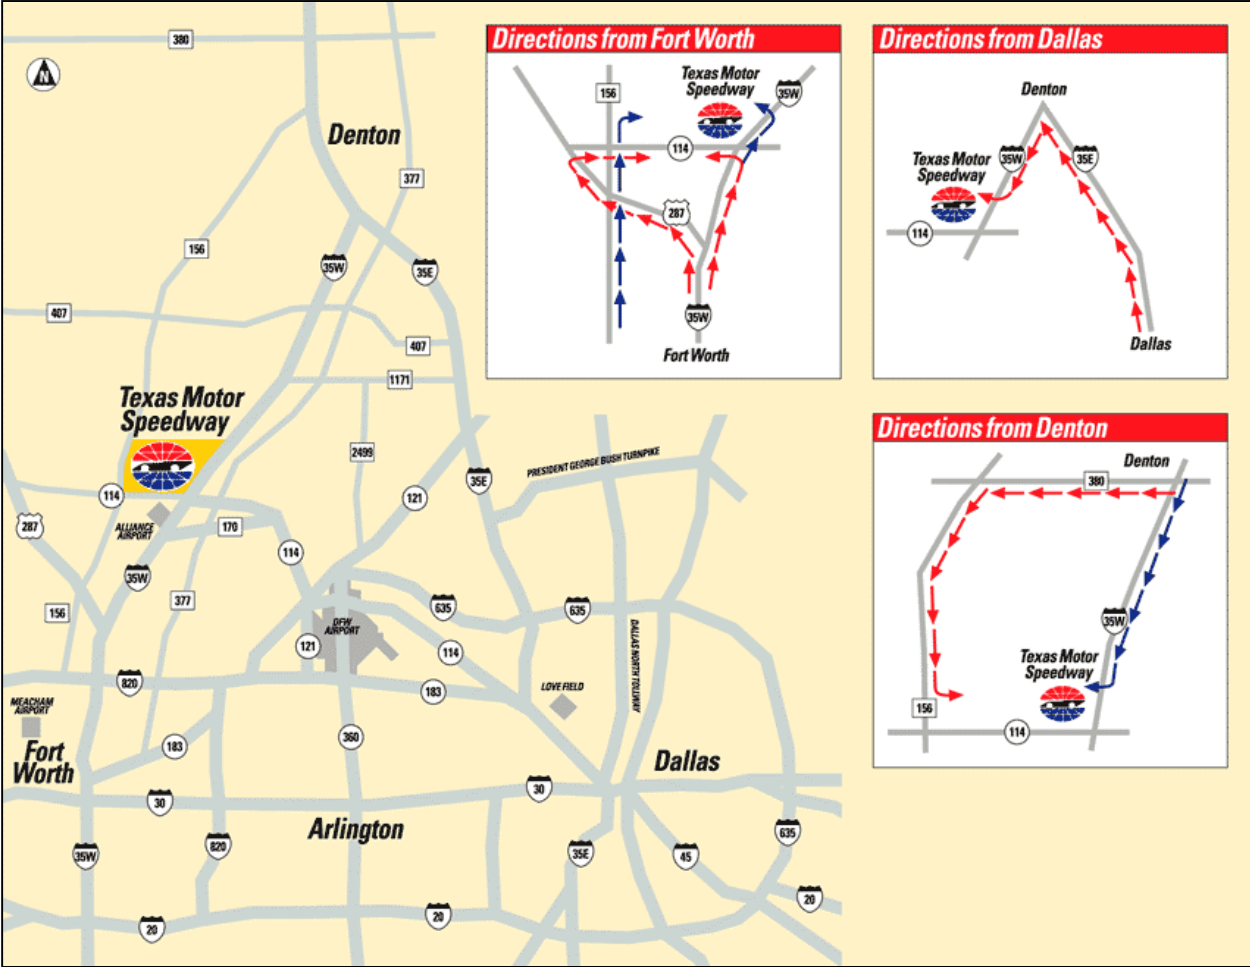 380
N
Denton
377
156
35W
35E
407
407
1171
Texas Motor
Speedway
2499
114
121
35E
PRESIDENT GEORGE BUSH TURNPIKE
287
ALLIANCE
AIRPORT
170
114
35W
156
377
635
635
DFW
AIRPORT
121
114
DALLAS NORTH TOLLWAY
820
183
LOVE FIELD
MEACHAM
AIRPORT
Fort
Worth
183
360
Dallas
30
30
Arlington
35W
820
35E
45
635
20
20
20
Directions from Fort Worth
156
Texas Motor
Speedway
35W
114
287
35W
Fort Worth
Directions from Dallas
Denton
Texas Motor
Speedway
35W
35E
114
Dallas
Directions from Denton
Denton
380
35W
Texas Motor
Speedway
156
114